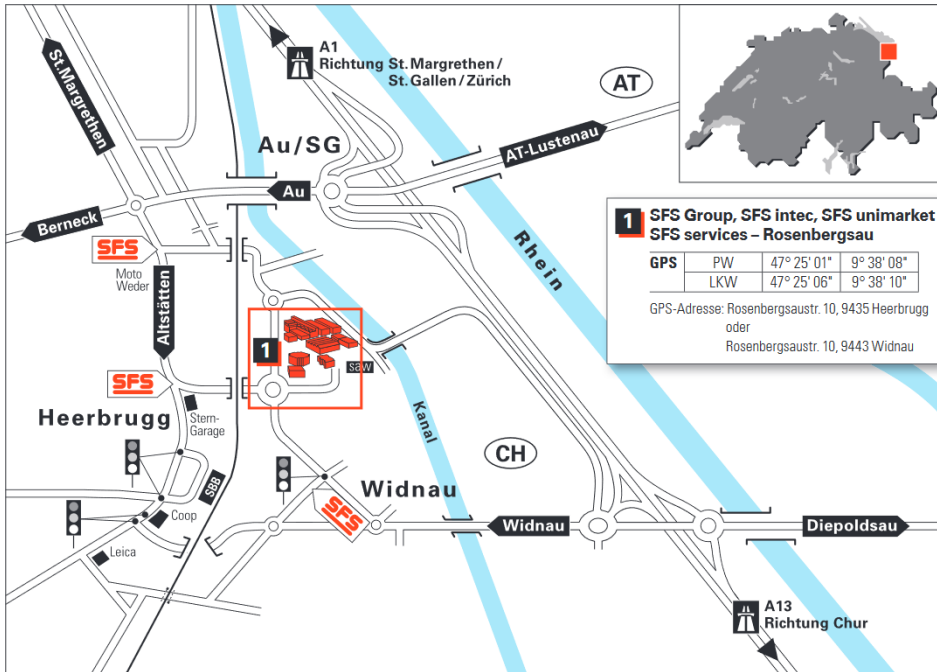 A1
Richtung St. Margrethen /
St. Gallen / Zürich
AT
St. Margrethen
Au/SG
AT-Lustenau
Au
Berneck
SFS
Moto
Weder
Altstätten
Rhein
1 SFS Group, SFS intec, SFS unimarket
SFS services – Rosenbergsau
GPS PW 47° 25' 01" 9° 38' 08"
LKW 47° 25' 06" 9° 38' 10"
GPS-Adresse: Rosenbergsaustr. 10, 9435 Heerbrugg
oder
Rosenbergsaustr. 10, 9443 Widnau
1
saw
SFS
Heerbrugg
Stern-
Garage
Kanal
CH
SBB
Widnau
SFS
Coop
Leica
Widnau
Diepoldsau
A13
Richtung Chur